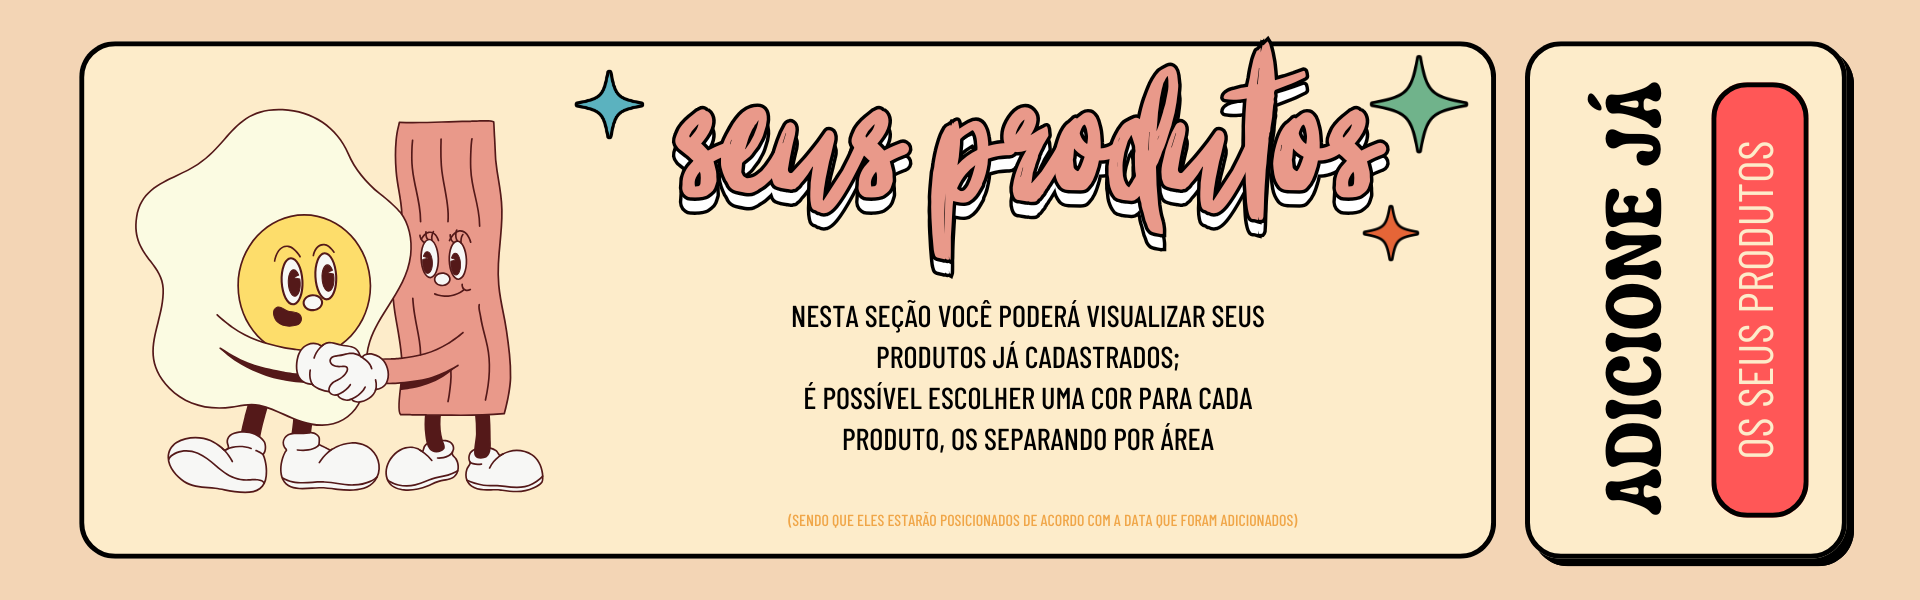 seus produtos
NESTA SEÇÃO VOCÊ PODERÁ VISUALIZAR SEUS
PRODUTOS JÁ CADASTRADOS;
É POSSÍVEL ESCOLHER UMA COR PARA CADA
PRODUTO, OS SEPARANDO POR ÁREA
(SENDO QUE ELES ESTARÃO POSICIONADOS DE ACORDO COM A DATA QUE FORAM ADICIONADOS)
ADICIONE JÁ
OS SEUS PRODUTOS